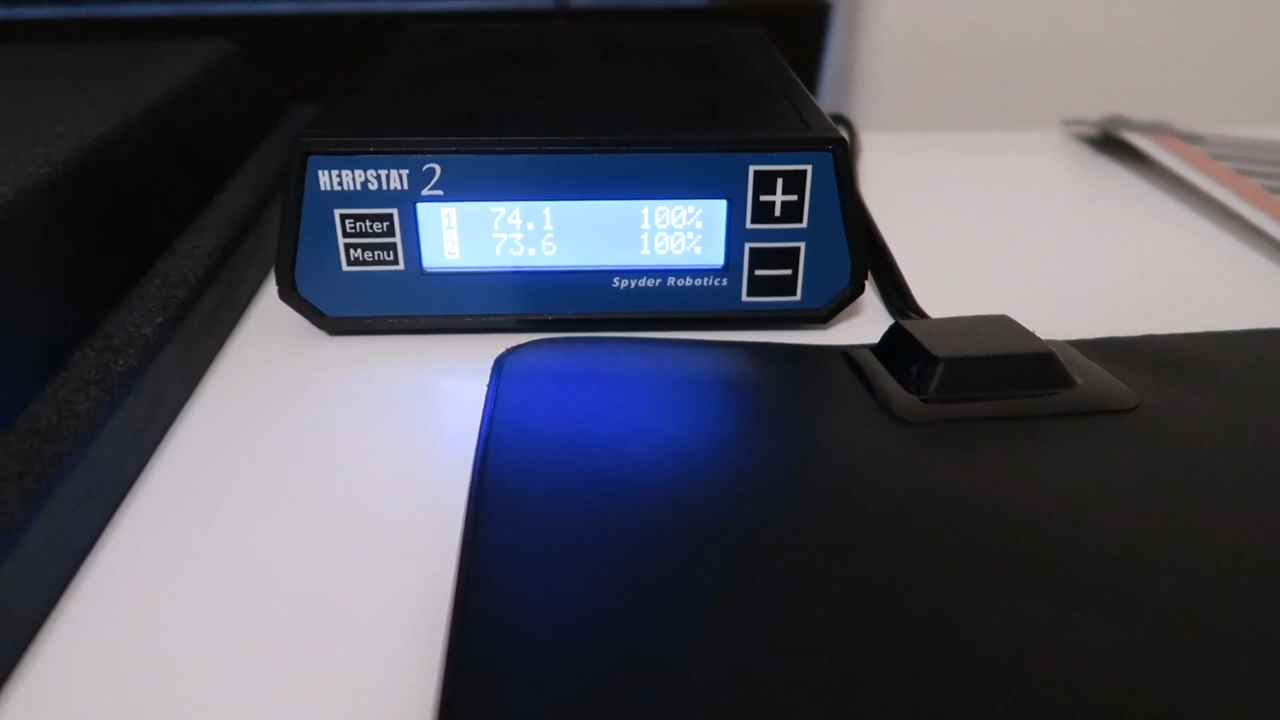 HERPSTAT 2
Enter
Menu
1 74.1 100%
2 73.6 100%
Spyder Robotics
+
−